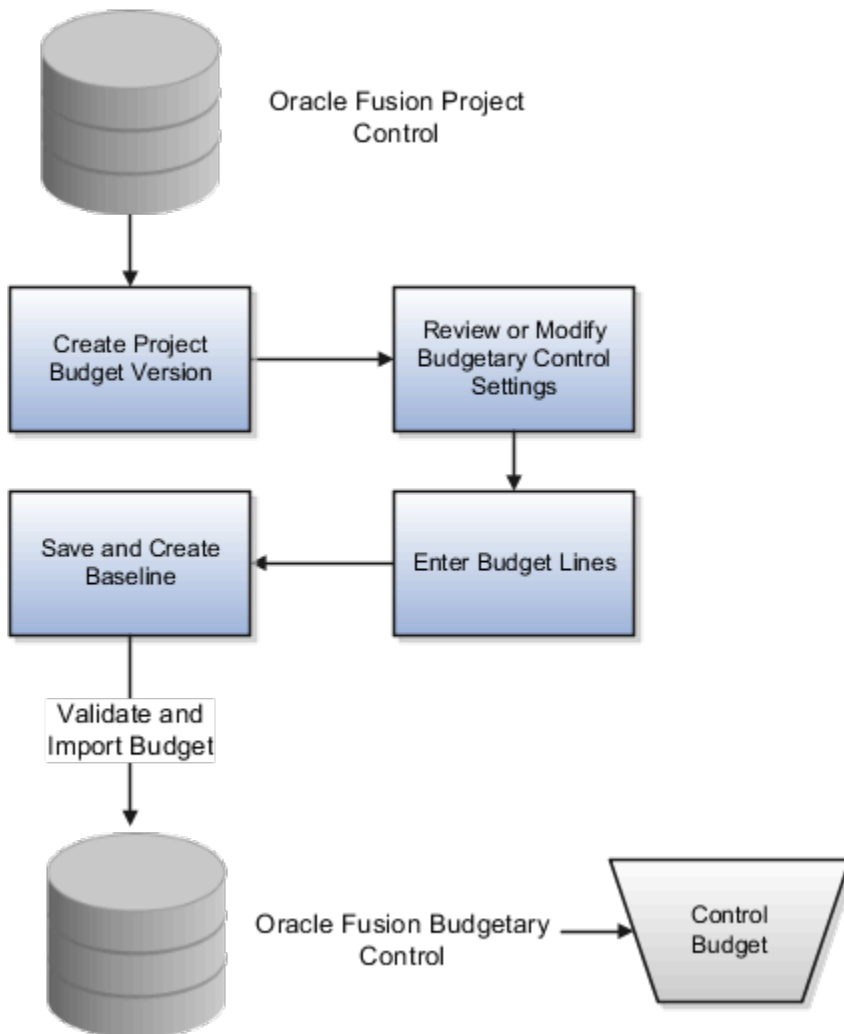 Oracle Fusion Project
Control
Create Project
Budget Version
Review or Modify
Budgetary Control
Settings
Enter Budget Lines
Save and Create
Baseline
Validate and
Import Budget
Oracle Fusion Budgetary
Control
Control
Budget